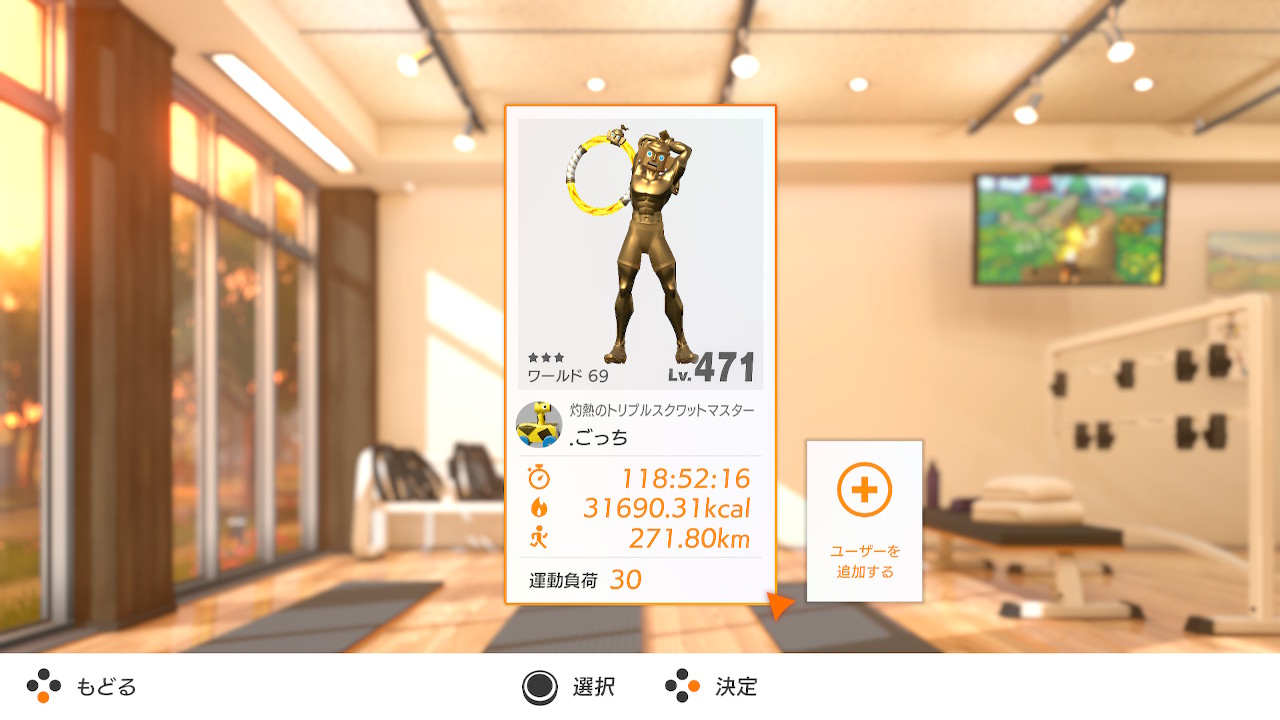 ★★★
ワールド 69
Lv.471
灼熱のトリプルスクワットマスター
.ごっち
118:52:16
31690.31kcal
271.80km
運動負荷 30
ユーザーを
追加する
もどる
選択
決定